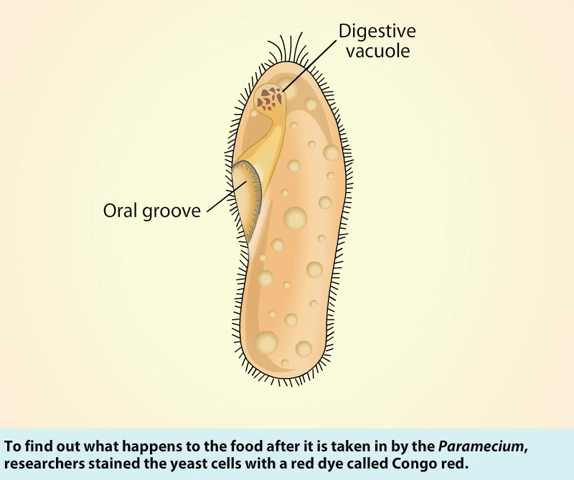 Digestive
vacuole
Oral groove
To find out what happens to the food after it is taken in by the Paramecium,
researchers stained the yeast cells with a red dye called Congo red.